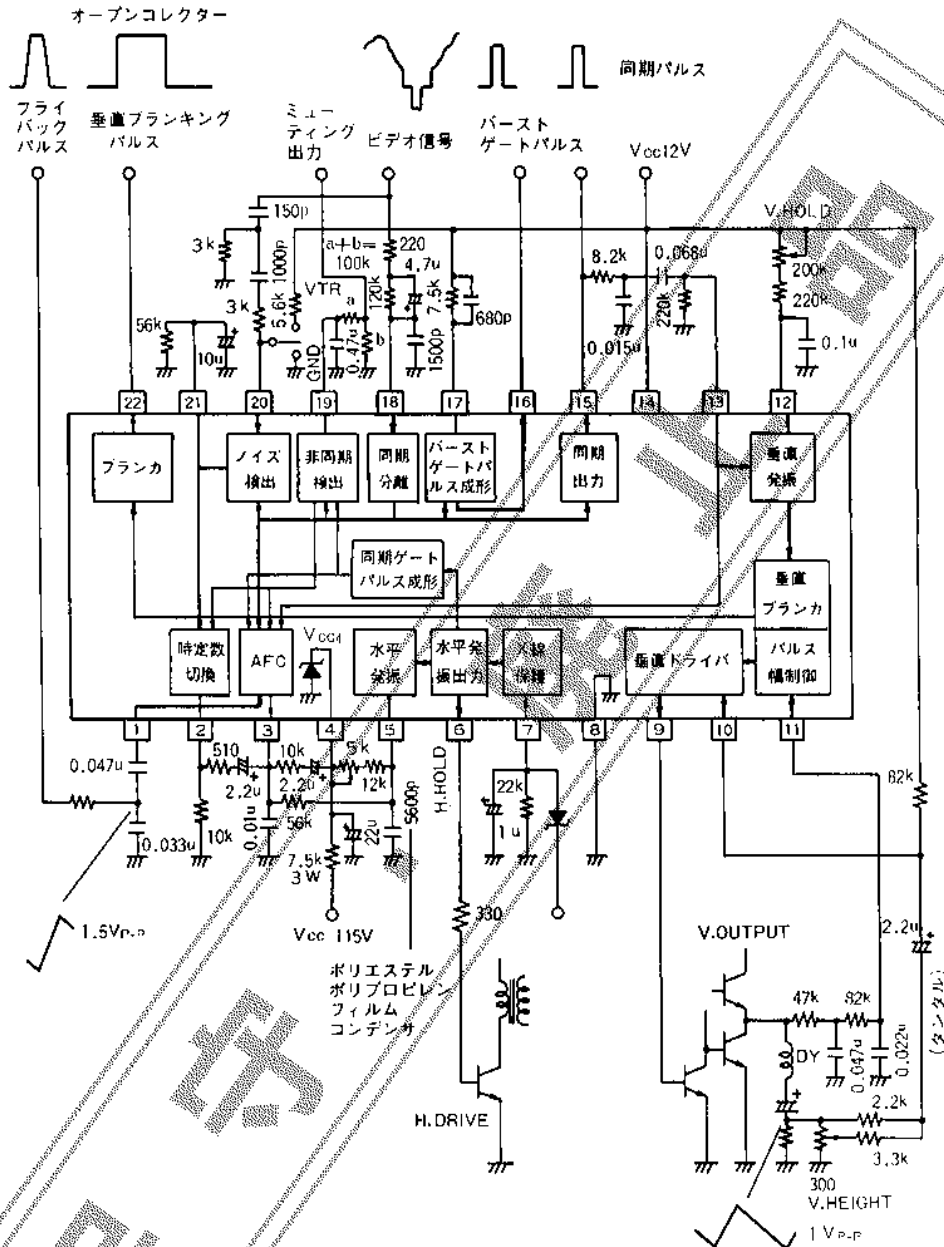 オープンコレクター
フライ
バック
パルス
垂直ブランキング
パルス
ミュー
ティング
出力
ビデオ信号
バースト
ゲートパルス
同期パルス
Vcc12V
150p
3k
1000p
3k
VTR
5.6k
a+b=
100k
220
4.7u
120k
7.5k
680p
8.2k
0.068u
0.015u
220k
V.HOLD
200k
220k
0.1u
56k
10u
GND
0.47u
a
b
1500p
22
21
20
19
18
17
16
15
14
13
12
ブランカ
ノイズ
検出
非同期
検出
同期
分離
バースト
ゲートパ
ルス成形
同期
出力
垂直
発振
同期ゲート
パルス成形
垂直
ブランカ
時定数
切換
AFC
水平
発振
水平発
振出力
X線
保護
垂直ドライバ
パルス
幅制御
1
2
3
4
5
6
7
8
9
10
11
0.047u
0.033u
510
2.2u
10k
10k
2.2u
0.01u
56k
5k
12k
5600p
22u
7.5k
3W
Vcc 115V
H.HOLD
22k
1u
82k
1.5VP-P
ポリエステル
ポリプロピレン
フィルム
コンデンサ
330
H.DRIVE
V.OUTPUT
47k
82k
DY
0.047u
0.022u
2.2u
(タンタル)
2.2k
3.3k
300
V.HEIGHT
1VP-P